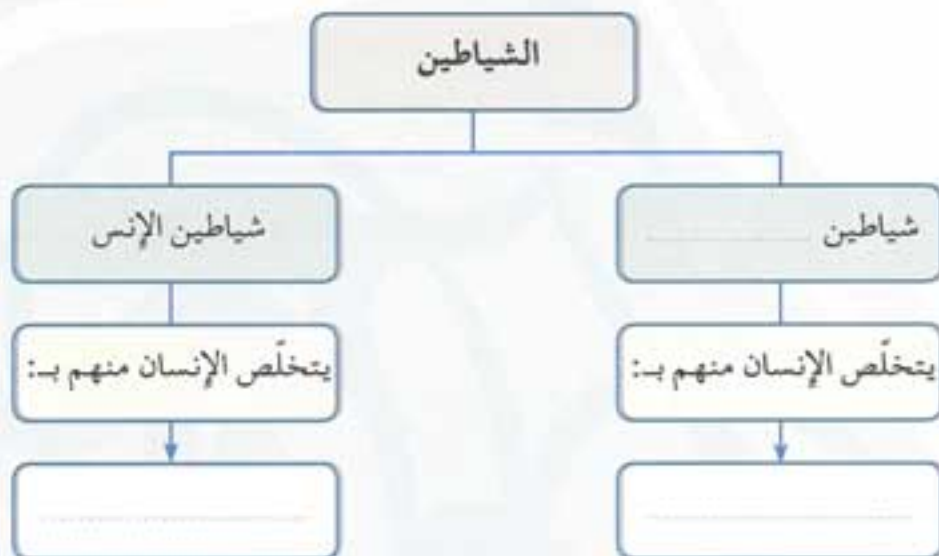 الشياطين
شياطين
شياطين الإنس
يتخلّص الإنسان منهم بـ:
يتخلّص الإنسان منهم بـ: